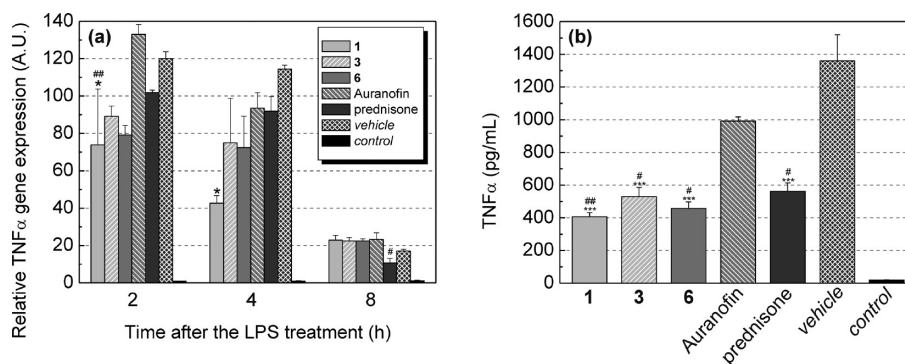 (a)
Relative TNFα gene expression (A.U.)
140
120
100
80
60
40
20
0
##
*
*
#
1
3
6
Auranofin
prednisone
vehicle
control
2
4
8
Time after the LPS treatment (h)
(b)
TNFα (pg/mL)
1600
1400
1200
1000
800
600
400
200
0
##
***
#
***
#
***
#
***
1
3
6
Auranofin
prednisone
vehicle
control